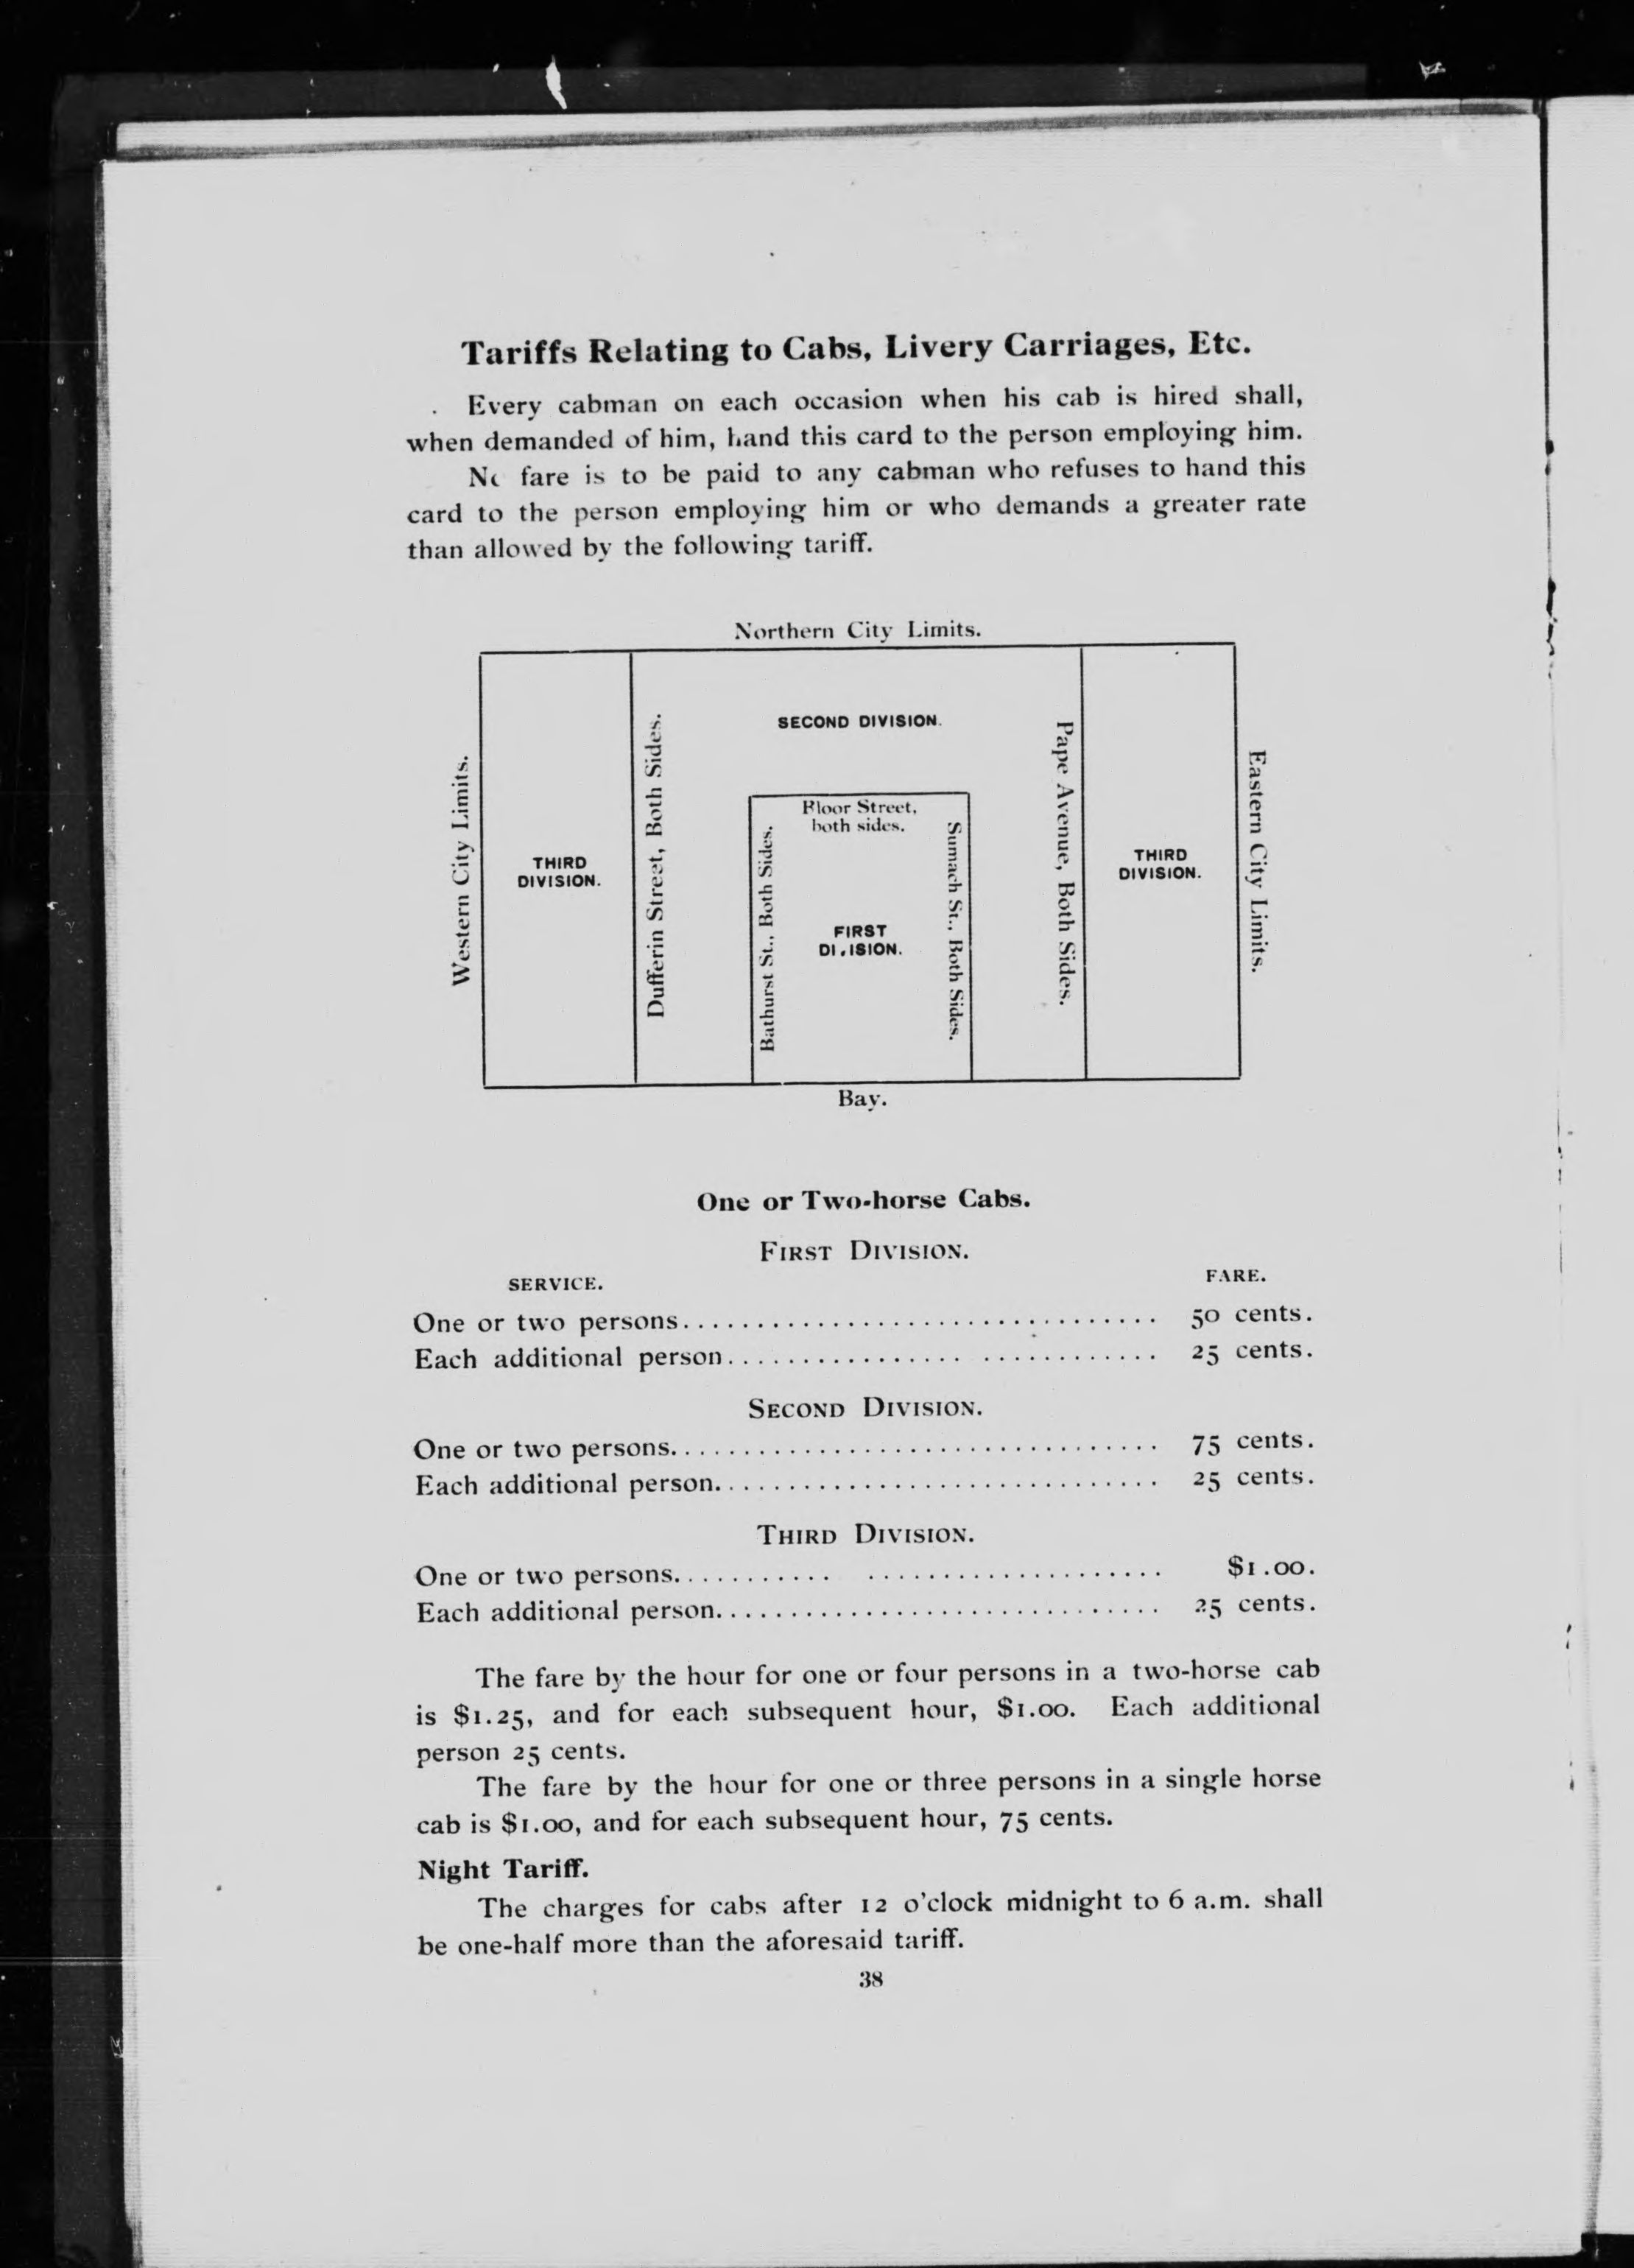 Tariffs Relating to Cabs, Livery Carriages, Etc.
Every cabman on each occasion when his cab is hired shall,
when demanded of him, hand this card to the person employing him.
No fare is to be paid to any cabman who refuses to hand this
card to the person employing him or who demands a greater rate
than allowed by the following tariff.
Northern City Limits.
Western City Limits.
THIRD
DIVISION.
Dufferin Street, Both Sides.
SECOND DIVISION.
Bloor Street,
both sides.
Bathurst St., Both Sides.
FIRST
DIVISION.
Sumach St., Both Sides.
Pape Avenue, Both Sides.
THIRD
DIVISION.
Eastern City Limits.
Bay.
One or Two-horse Cabs.
FIRST DIVISION.
SERVICE. FARE.
One or two persons................................ 50 cents.
Each additional person............................ 25 cents.
SECOND DIVISION.
One or two persons................................ 75 cents.
Each additional person............................ 25 cents.
THIRD DIVISION.
One or two persons............................... $1.00.
Each additional person............................ 25 cents.
The fare by the hour for one or four persons in a two-horse cab
is $1.25, and for each subsequent hour, $1.00. Each additional
person 25 cents.
The fare by the hour for one or three persons in a single horse
cab is $1.00, and for each subsequent hour, 75 cents.
Night Tariff.
The charges for cabs after 12 o'clock midnight to 6 a.m. shall
be one-half more than the aforesaid tariff.
38